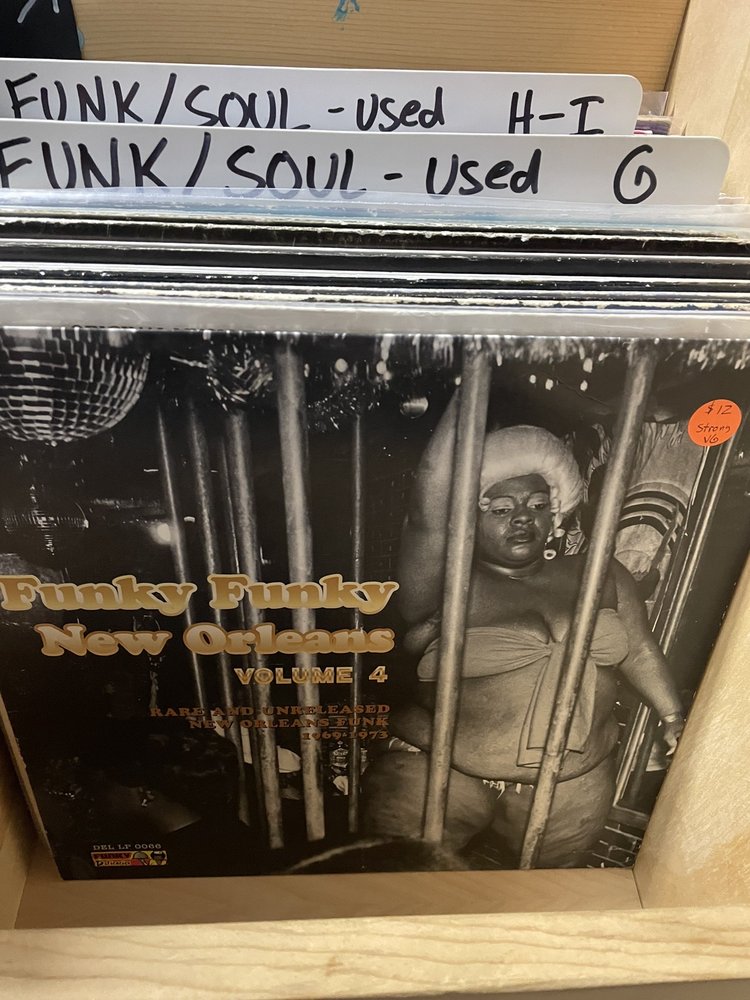 FUNK/SOUL - used H-I
FUNK/SOUL - used G
$12
Strong
VG
Funky Funky
New Orleans
VOLUME 4
RARE AND UNRELEASED
NEW ORLEANS FUNK
1969-1973
DEL LP 0066
FUNKY